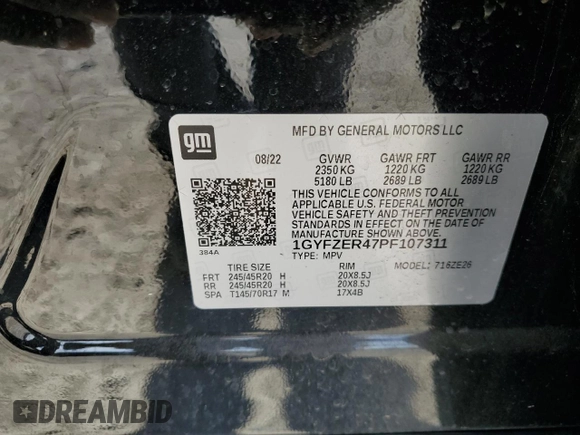 gm
MFD BY GENERAL MOTORS LLC
08/22 GVWR GAWR FRT GAWR RR
2350 KG 1220 KG 1220 KG
5180 LB 2689 LB 2689 LB
THIS VEHICLE CONFORMS TO ALL
APPLICABLE U.S. FEDERAL MOTOR
VEHICLE SAFETY AND THEFT PREVENTION
STANDARDS IN EFFECT ON THE DATE OF
MANUFACTURE SHOWN ABOVE.
1GYFZER47PF107311
384A TYPE: MPV MODEL: 716ZE26
TIRE SIZE RIM
FRT 245/45R20 H 20X8.5J
RR 245/45R20 H 20X8.5J
SPA T145/70R17 M 17X4B
DREAMBID